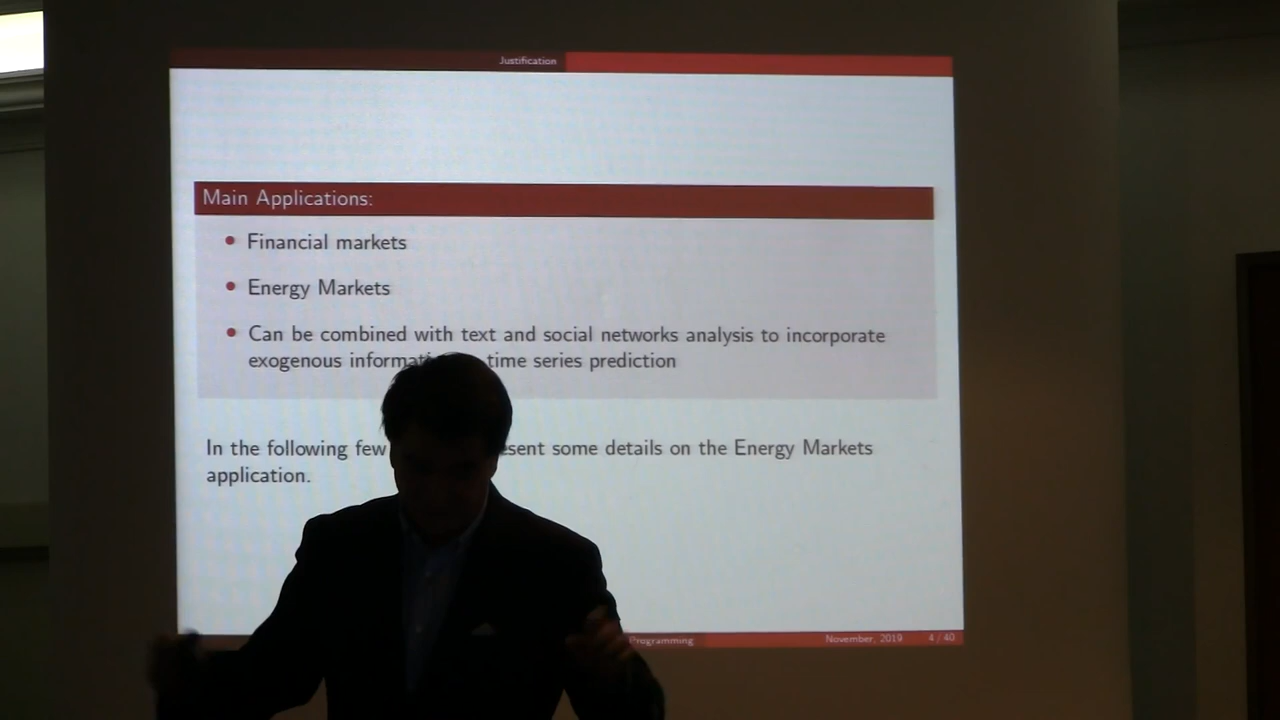 Justification
Main Applications:
Financial markets
Energy Markets
Can be combined with text and social networks analysis to incorporate
exogenous time series prediction
In the following few some details on the Energy Markets
application.
Programming
November, 2019 4 / 40